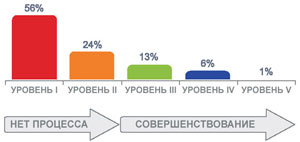 56%
24%
13%
6%
1%
УРОВЕНЬ I УРОВЕНЬ II УРОВЕНЬ III УРОВЕНЬ IV УРОВЕНЬ V
НЕТ ПРОЦЕССА СОВЕРШЕНСТВОВАНИЕ